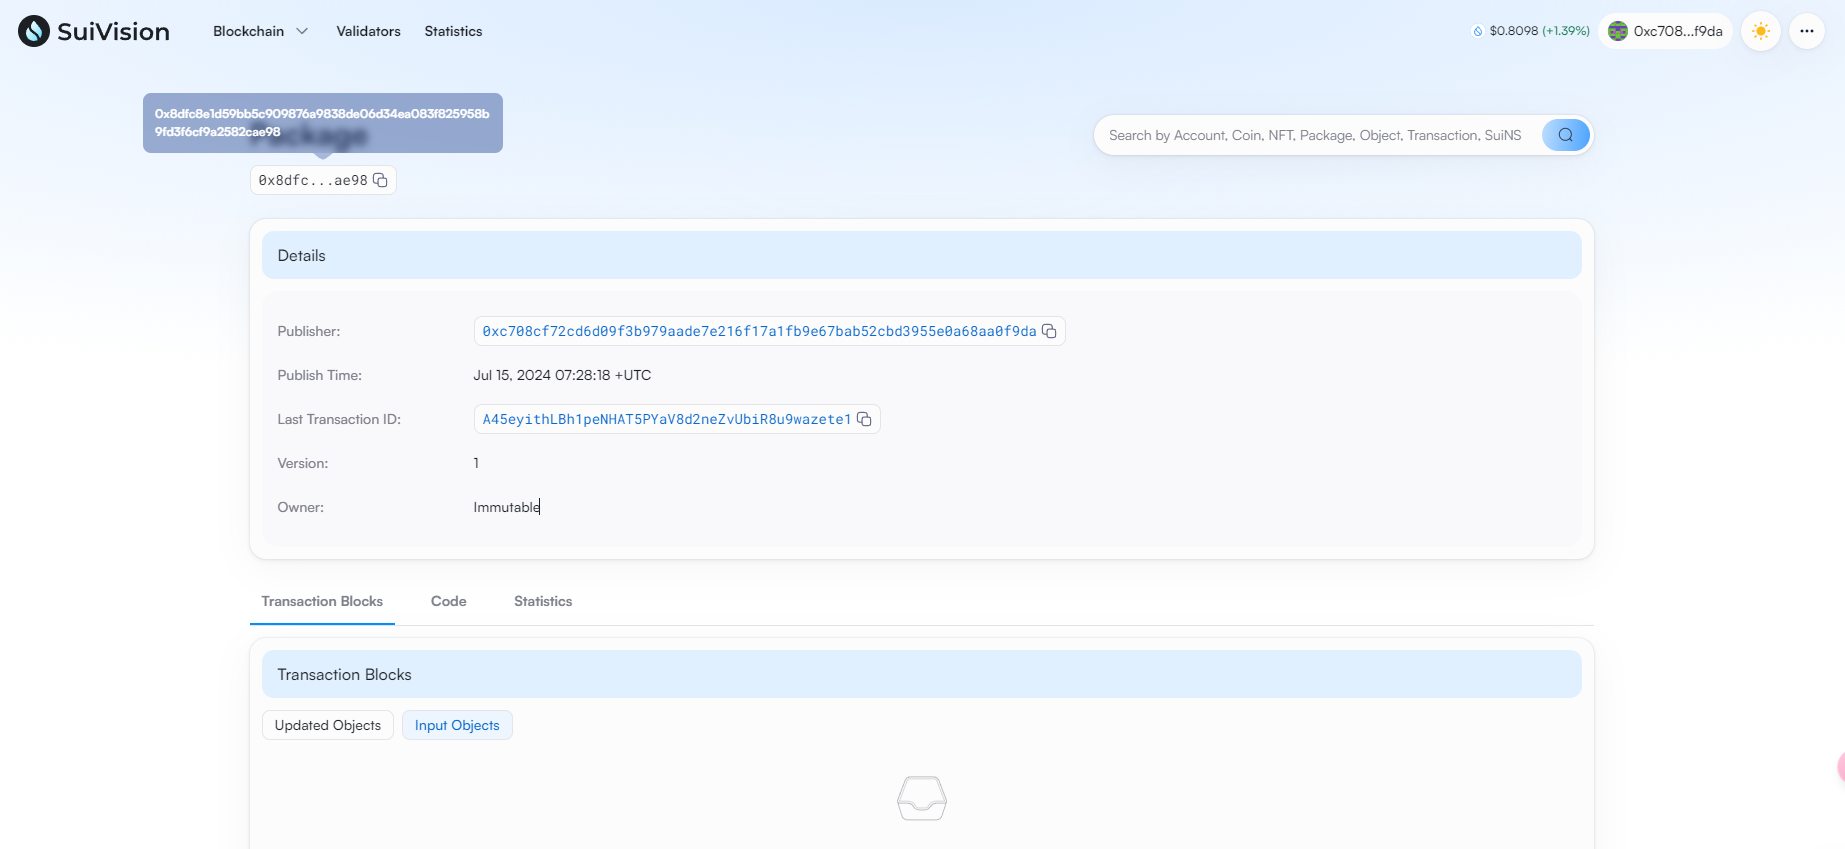 SuiVision
Blockchain
Validators
Statistics
$0.8098 (+1.39%)
0xc708...f9da
0x8dfc8e1d59bb5c909876a9838de06d34ea083f825958b
9fd3f6cf9a2582cae98
Package
Search by Account, Coin, NFT, Package, Object, Transaction, SuiNS
0x8dfc...ae98
Details
Publisher:
0xc708cf72cd6d09f3b979aade7e216f17a1fb9e67bab52cbd3955e0a68aa0f9da
Publish Time:
Jul 15, 2024 07:28:18 +UTC
Last Transaction ID:
A45eyithLBh1peNHAT5PYaV8d2neZvUbiR8u9wazete1
Version:
1
Owner:
Immutable
Transaction Blocks
Code
Statistics
Transaction Blocks
Updated Objects
Input Objects